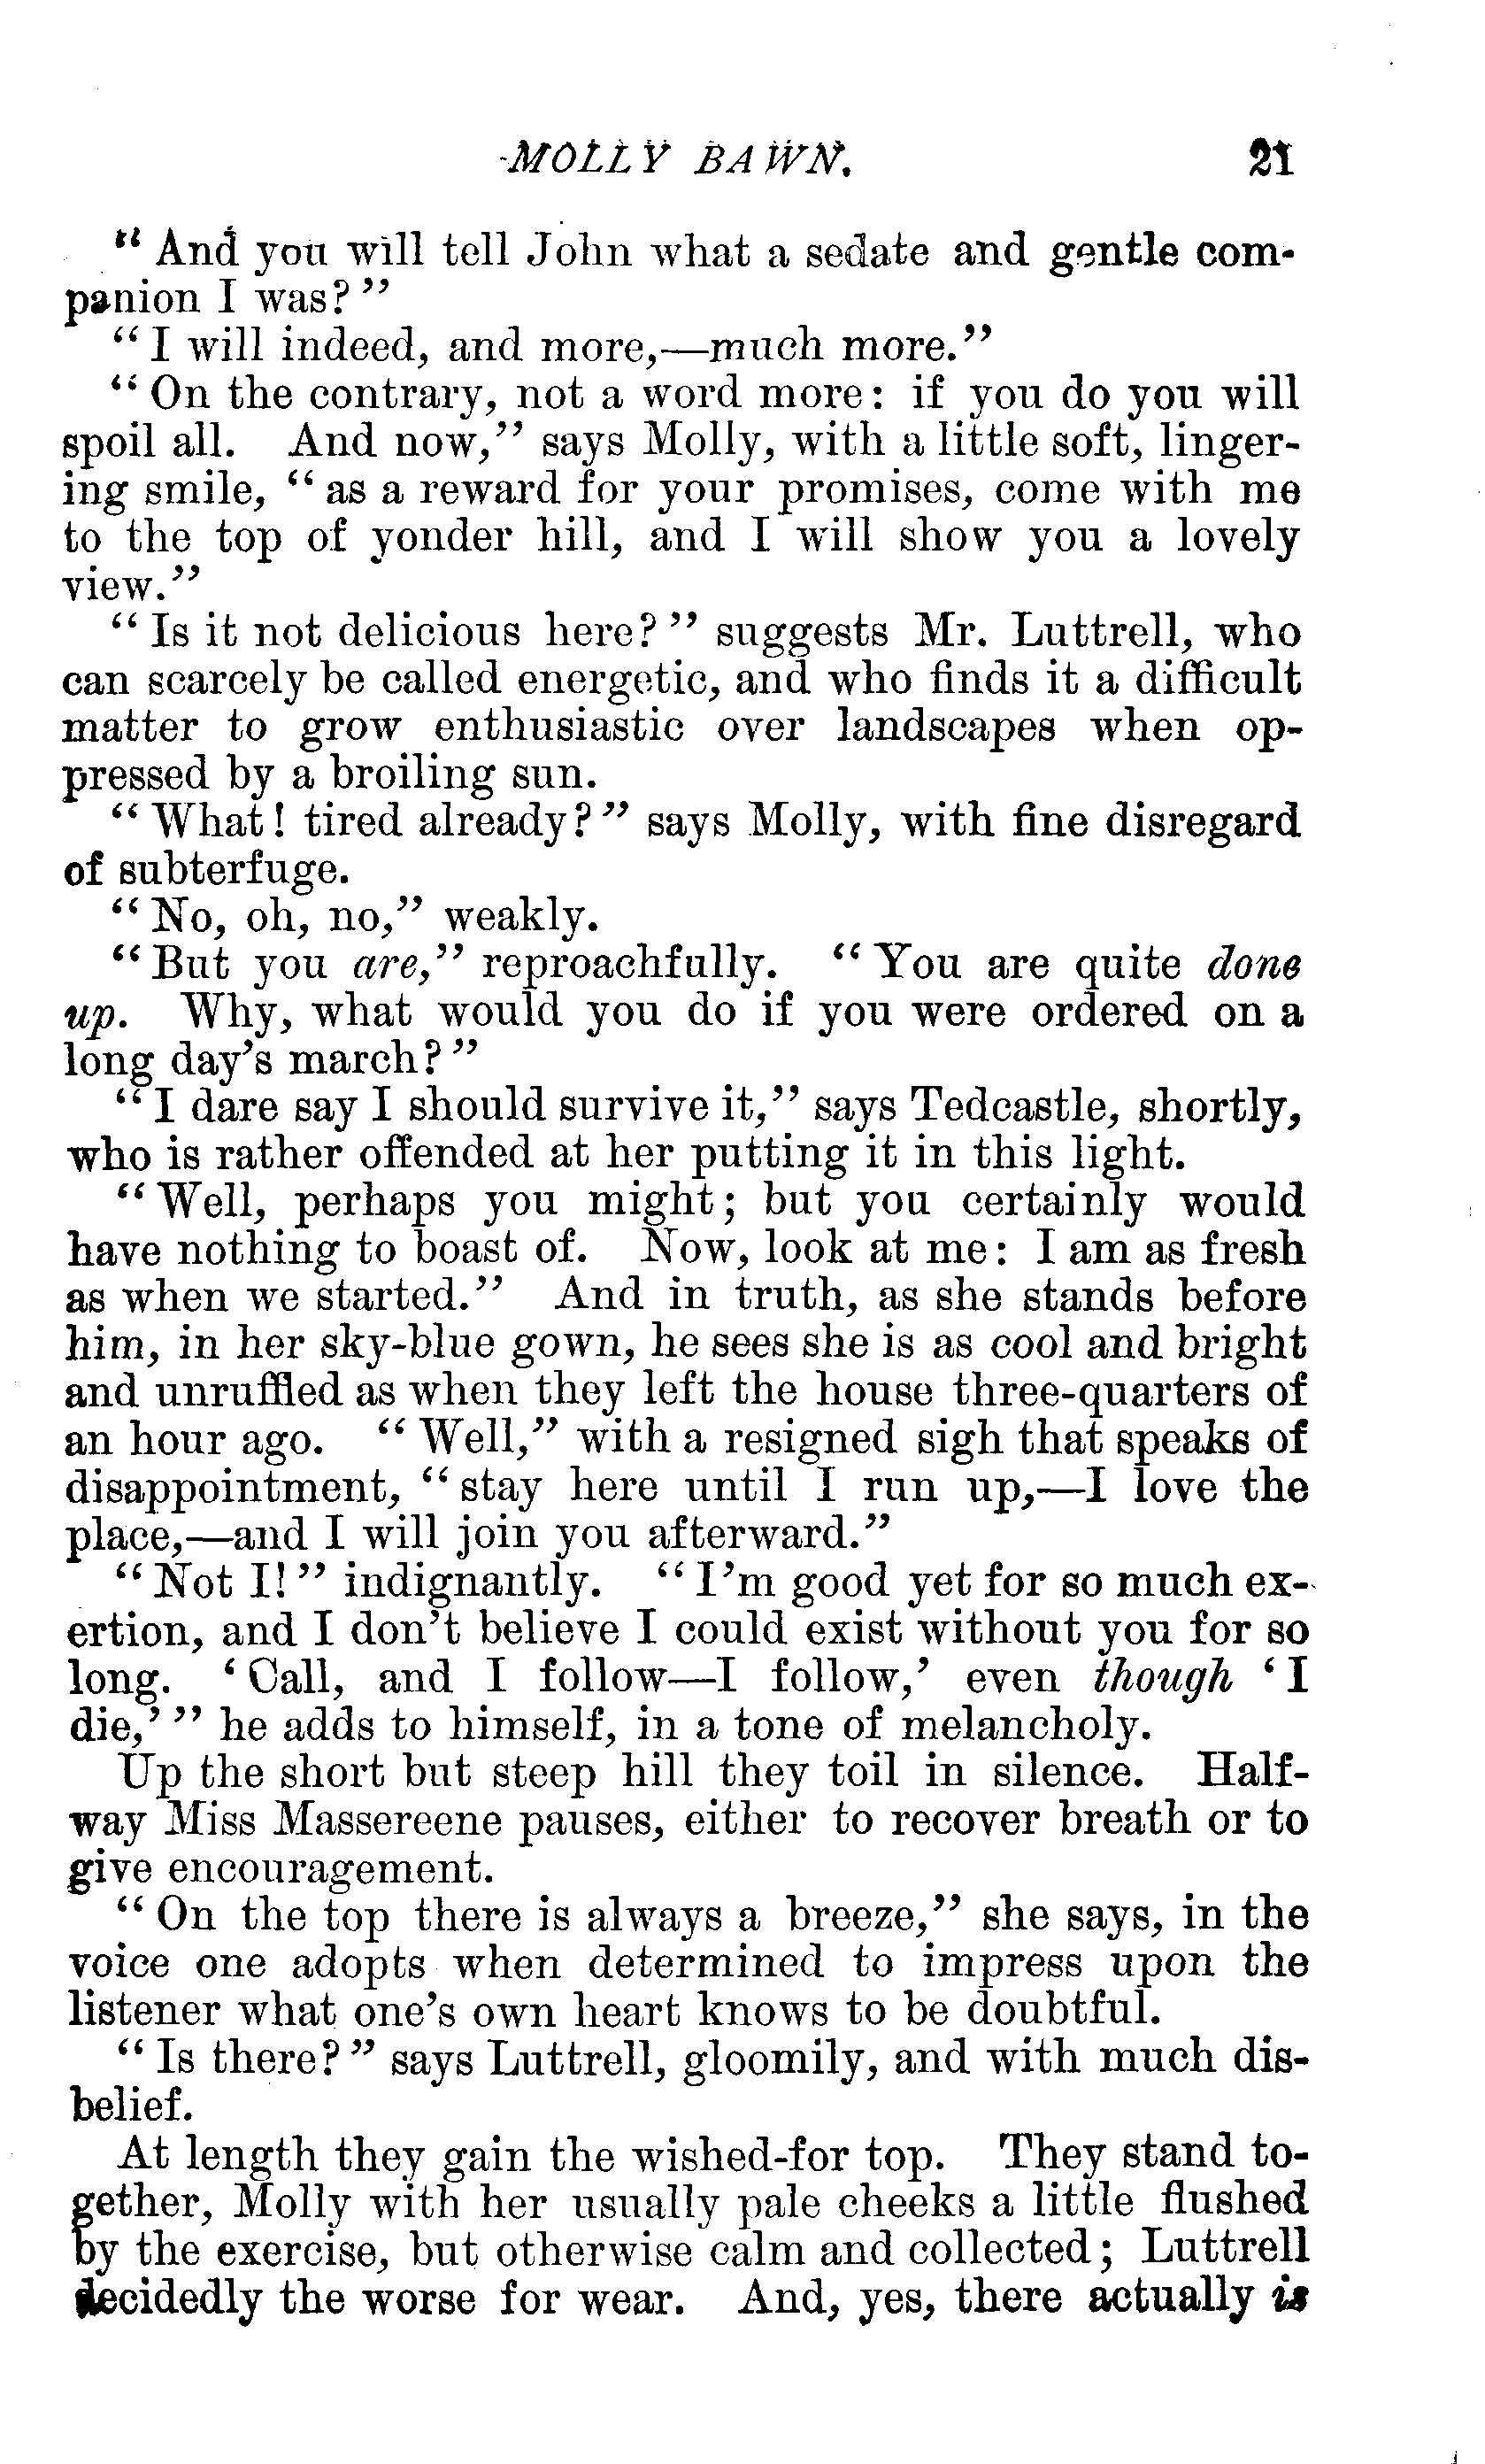 MOLLY BAWN. 21
"And you will tell John what a sedate and gentle com-
panion I was?"
"I will indeed, and more,—much more."
"On the contrary, not a word more: if you do you will
spoil all. And now," says Molly, with a little soft, linger-
ing smile, "as a reward for your promises, come with me
to the top of yonder hill, and I will show you a lovely
view."
"Is it not delicious here?" suggests Mr. Luttrell, who
can scarcely be called energetic, and who finds it a difficult
matter to grow enthusiastic over landscapes when op-
pressed by a broiling sun.
"What! tired already?" says Molly, with fine disregard
of subterfuge.
"No, oh, no," weakly.
"But you are," reproachfully. "You are quite done
up. Why, what would you do if you were ordered on a
long day's march?"
"I dare say I should survive it," says Tedcastle, shortly,
who is rather offended at her putting it in this light.
"Well, perhaps you might; but you certainly would
have nothing to boast of. Now, look at me: I am as fresh
as when we started." And in truth, as she stands before
him, in her sky-blue gown, he sees she is as cool and bright
and unruffled as when they left the house three-quarters of
an hour ago. "Well," with a resigned sigh that speaks of
disappointment, "stay here until I run up,—I love the
place,—and I will join you afterward."
"Not I!" indignantly. "I'm good yet for so much ex-
ertion, and I don't believe I could exist without you for so
long. 'Call, and I follow—I follow,' even though 'I
die,'" he adds to himself, in a tone of melancholy.
Up the short but steep hill they toil in silence. Half-
way Miss Massereene pauses, either to recover breath or to
give encouragement.
"On the top there is always a breeze," she says, in the
voice one adopts when determined to impress upon the
listener what one's own heart knows to be doubtful.
"Is there?" says Luttrell, gloomily, and with much dis-
belief.
At length they gain the wished-for top. They stand to-
gether, Molly with her usually pale cheeks a little flushed
by the exercise, but otherwise calm and collected; Luttrell
decidedly the worse for wear. And, yes, there actually is